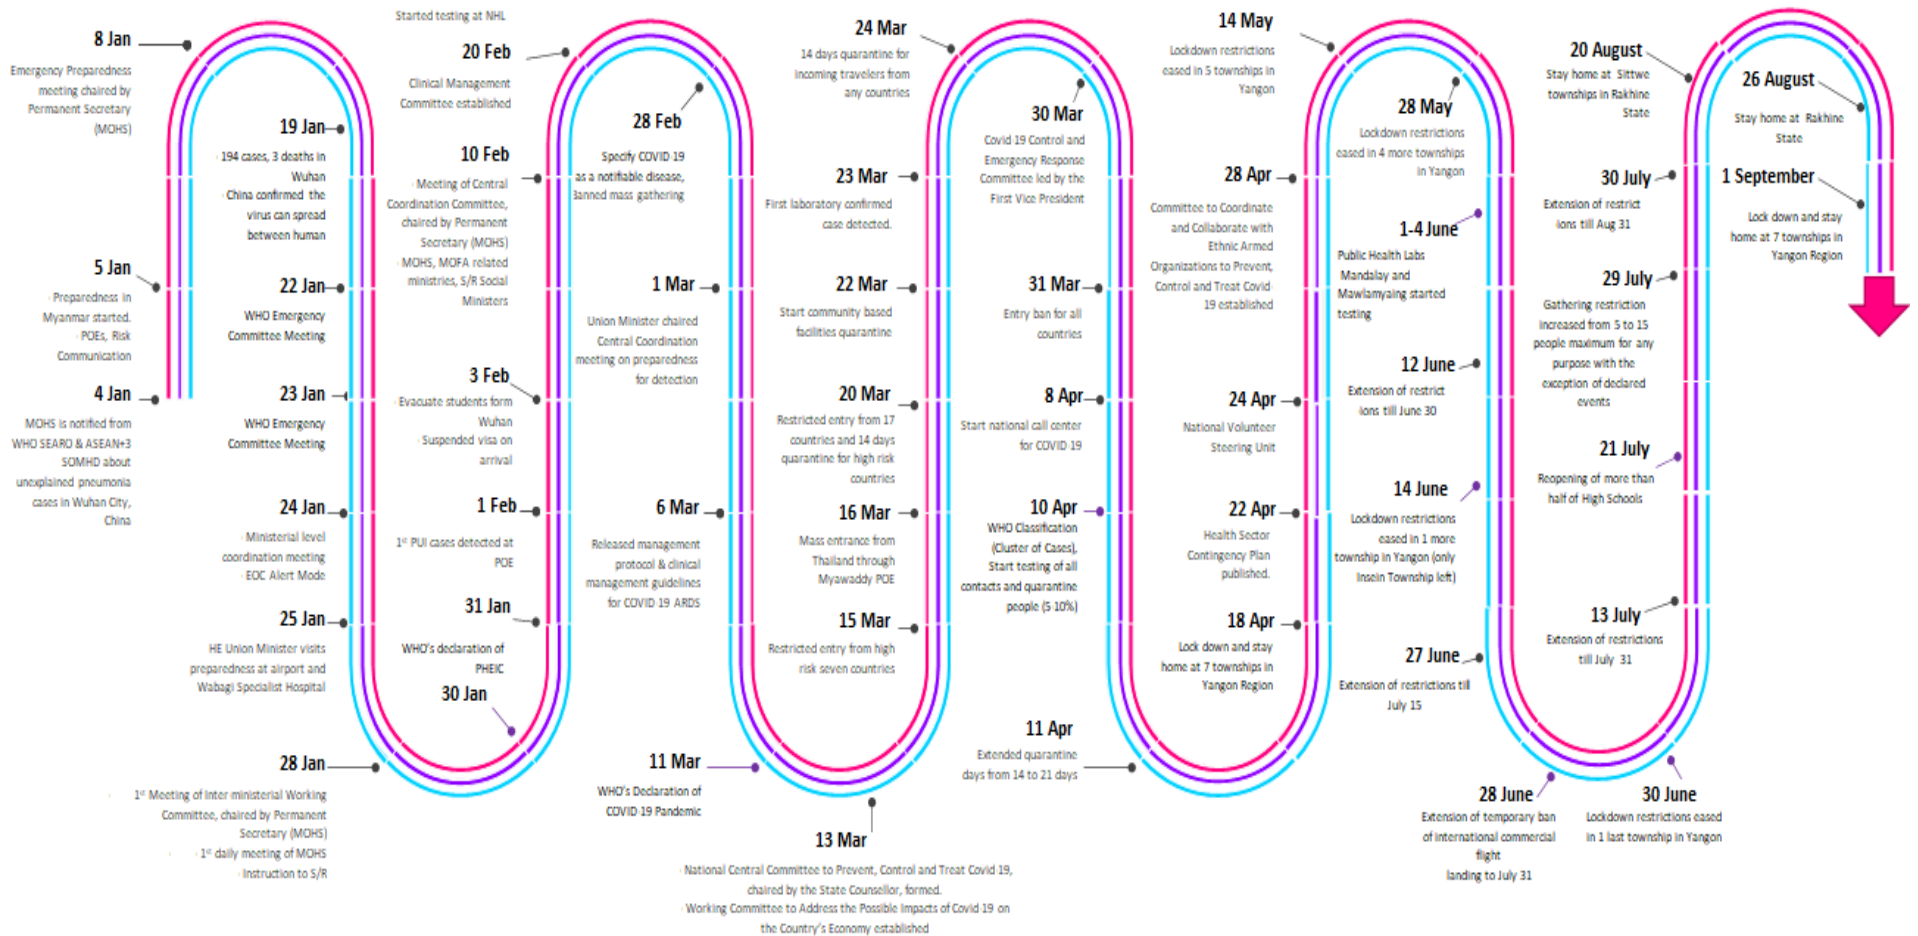 8 Jan
Emergency Preparedness
meeting chaired by
Permanent Secretary
(MOHS)
5 Jan
· Preparedness in
Myanmar started.
· POEs, Risk
Communication
4 Jan
MOHS is notified from
WHO SEARO & ASEAN+3
SOMHD about
unexplained pneumonia
cases in Wuhan City,
China
19 Jan
· 194 cases, 3 deaths in
Wuhan
· China confirmed the
virus can spread
between human
22 Jan
WHO Emergency
Committee Meeting
23 Jan
WHO Emergency
Committee Meeting
24 Jan
· Ministerial level
coordination meeting
· EOC Alert Mode
25 Jan
HE Union Minister visits
preparedness at airport and
Wabagi Specialist Hospital
28 Jan
· 1st Meeting of Inter-ministerial Working
Committee, chaired by Permanent
Secretary (MOHS)
· 1st daily meeting of MOHS
· Instruction to S/R
Started testing at NHL
20 Feb
Clinical Management
Committee established
10 Feb
· Meeting of Central
Coordination Committee,
chaired by Permanent
Secretary (MOHS)
· MOHS, MOFA related
ministries, S/R Social
Ministers
3 Feb
· Evacuate students form
Wuhan
· Suspended visa on
arrival
1 Feb
1st PUI cases detected at
POE
31 Jan
WHO's declaration of
PHEIC
30 Jan
28 Feb
Specify COVID 19
as a notifiable disease,
Banned mass gathering
1 Mar
Union Minister chaired
Central Coordination
meeting on preparedness
for detection
6 Mar
Released management
protocol & clinical
management guidelines
for COVID 19 ARDS
11 Mar
WHO's Declaration of
COVID 19 Pandemic
13 Mar
· National Central Committee to Prevent, Control and Treat Covid 19,
chaired by the State Counsellor, formed.
· Working Committee to Address the Possible Impacts of Covid 19 on
the Country's Economy established
24 Mar
14 days quarantine for
incoming travelers from
any countries
23 Mar
First laboratory confirmed
case detected.
22 Mar
Start community based
facilities quarantine
20 Mar
Restricted entry from 17
countries and 14 days
quarantine for high risk
countries
16 Mar
Mass entrance from
Thailand through
Myawaddy POE
15 Mar
Restricted entry from high
risk seven countries
30 Mar
Covid 19 Control and
Emergency Response
Committee led by the
First Vice President
31 Mar
Entry ban for all
countries
8 Apr
Start national call center
for COVID 19
10 Apr
WHO Classification
(Cluster of Cases),
Start testing of all
contacts and quarantine
people (5 10%)
11 Apr
Extended quarantine
days from 14 to 21 days
14 May
Lockdown restrictions
eased in 5 townships in
Yangon
28 Apr
Committee to Coordinate
and Collaborate with
Ethnic Armed
Organizations to Prevent,
Control and Treat Covid
19 established
24 Apr
National Volunteer
Steering Unit
22 Apr
Health Sector
Contingency Plan
published.
18 Apr
Lock down and stay
home at 7 townships in
Yangon Region
28 May
Lockdown restrictions
eased in 4 more townships
in Yangon
1-4 June
Public Health Labs
Mandalay and
Mawlamyaing started
testing
12 June
Extension of restrict
ions till June 30
14 June
Lockdown restrictions
eased in 1 more
township in Yangon (only
Insein Township left)
27 June
Extension of restrictions till
July 15
28 June
Extension of temporary ban
of international commercial
flight
landing to July 31
30 June
Lockdown restrictions eased
in 1 last township in Yangon
20 August
Stay home at Sittwe
townships in Rakhine
State
30 July
Extension of restrict
ions till Aug 31
29 July
Gathering restriction
increased from 5 to 15
people maximum for any
purpose with the
exception of declared
events
21 July
Reopening of more than
half of High Schools
13 July
Extension of restrictions
till July 31
26 August
Stay home at Rakhine
State
1 September
Lock down and stay
home at 7 townships in
Yangon Region